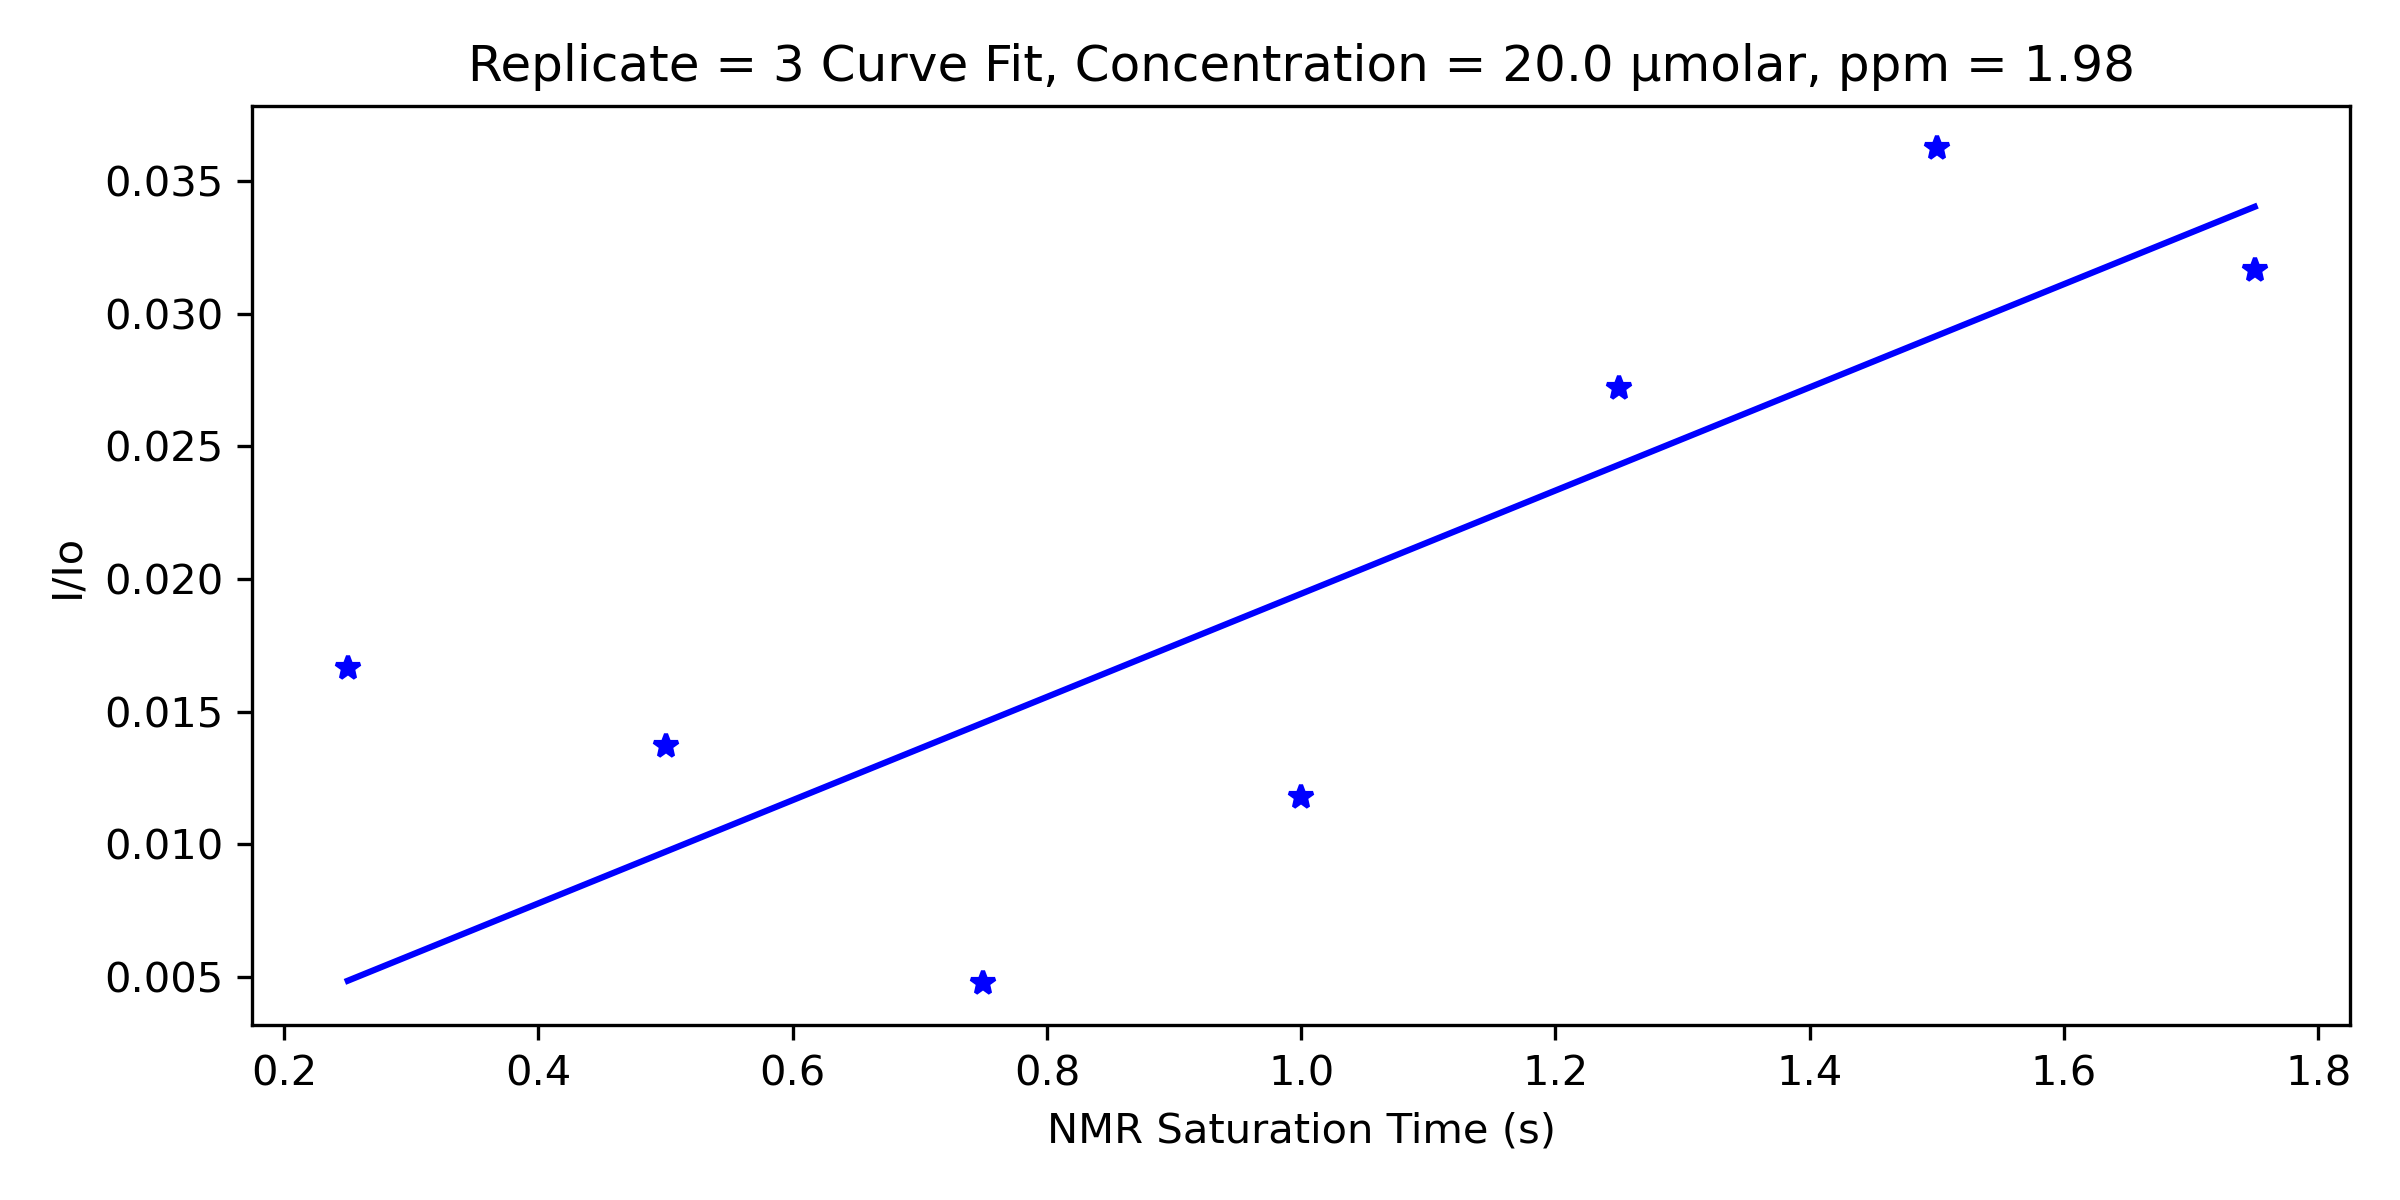 Replicate = 3 Curve Fit, Concentration = 20.0 μmolar, ppm = 1.98
0.035
0.030
0.025
0.020
0.015
0.010
0.005
I/Io
0.2 0.4 0.6 0.8 1.0 1.2 1.4 1.6 1.8
NMR Saturation Time (s)